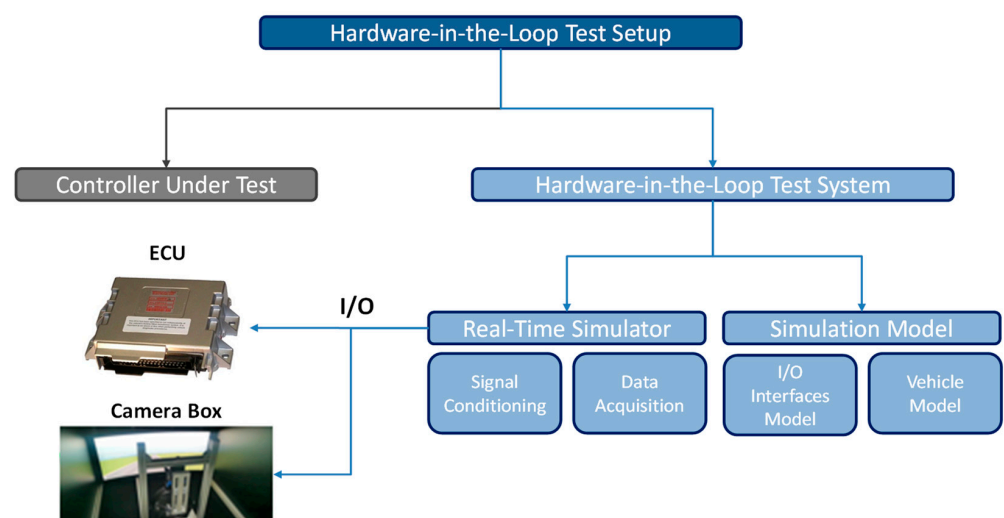 Hardware-in-the-Loop Test Setup
Controller Under Test
Hardware-in-the-Loop Test System
ECU
I/O
Real-Time Simulator
Simulation Model
Signal
Conditioning
Data
Acquisition
I/O
Interfaces
Model
Vehicle
Model
Camera Box